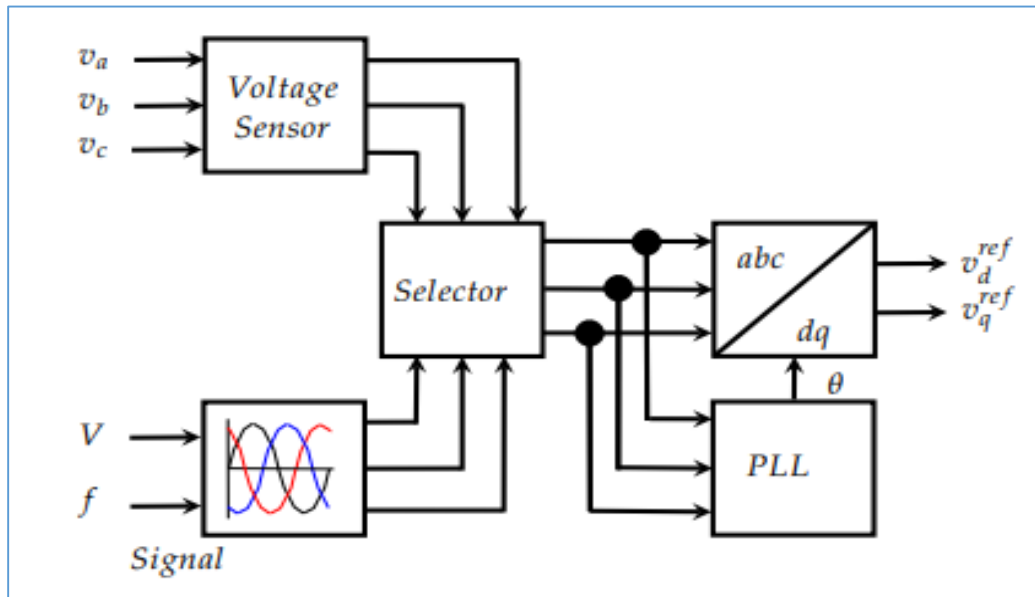 v_a
v_b
v_c
Voltage
Sensor
Selector
abc
dq
v_d^{ref}
v_q^{ref}
θ
V
f
PLL
Signal